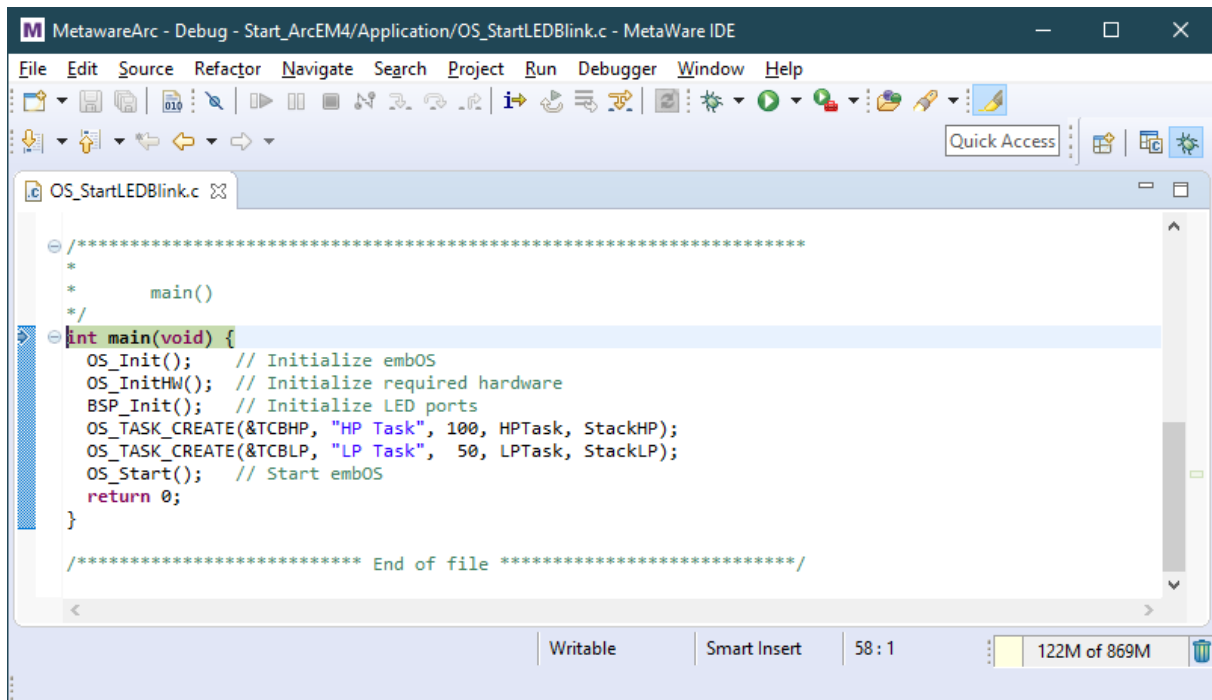 MetawareArc - Debug - Start_ArcEM4/Application/OS_StartLEDBlink.c - MetaWare IDE
File Edit Source Refactor Navigate Search Project Run Debugger Window Help
Quick Access
OS_StartLEDBlink.c
/*********************************************************************
*
*       main()
*/
int main(void) {
  OS_Init();    // Initialize embOS
  OS_InitHW();  // Initialize required hardware
  BSP_Init();   // Initialize LED ports
  OS_TASK_CREATE(&TCBHP, "HP Task", 100, HPTask, StackHP);
  OS_TASK_CREATE(&TCBLP, "LP Task",  50, LPTask, StackLP);
  OS_Start();   // Start embOS
  return 0;
}
/*************************** End of file ****************************/
Writable Smart Insert 58 : 1 122M of 869M